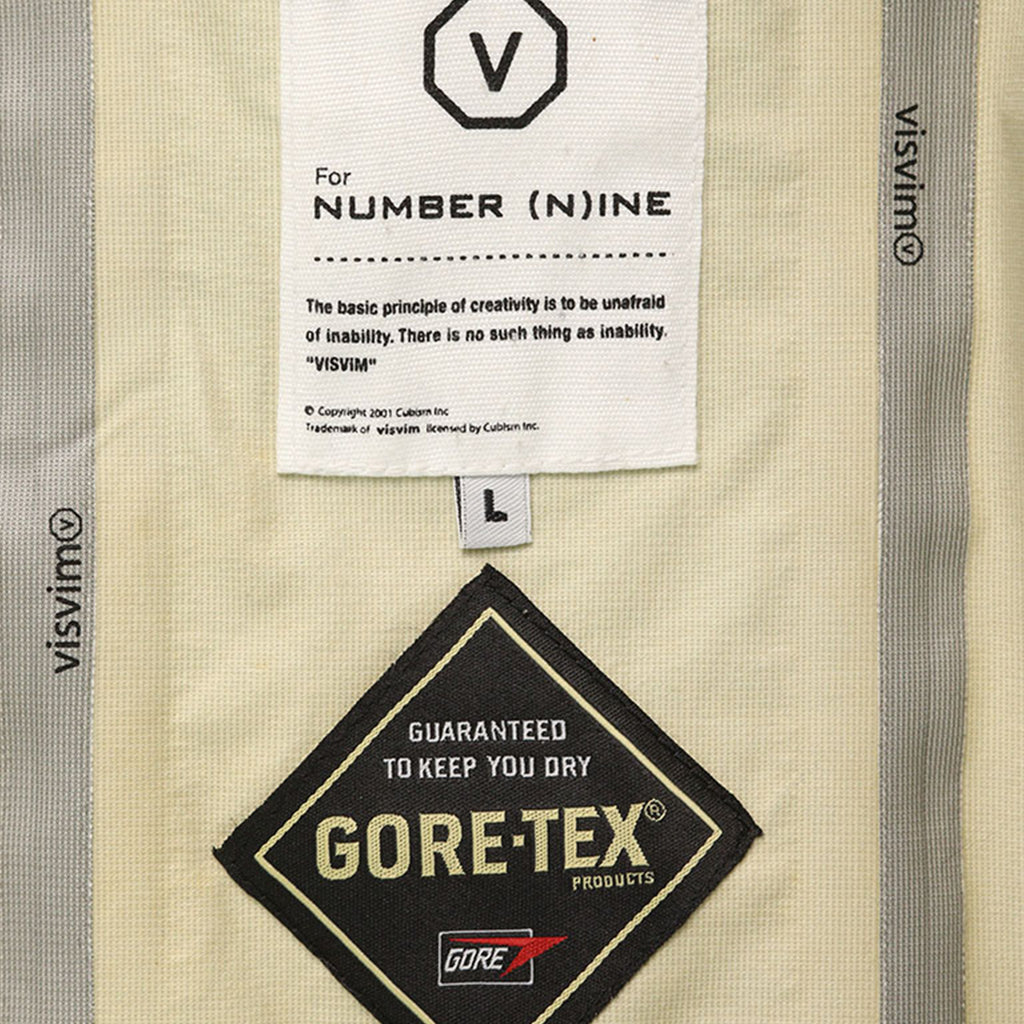 V
For
NUMBER (N)INE
The basic principle of creativity is to be unafraid
of inability. There is no such thing as inability.
"VISVIM"
© Copyright 2001 Cubism Inc
Trademark of visvim licensed by Cubism Inc.
L
visvim V
visvim V
GUARANTEED
TO KEEP YOU DRY
GORE-TEX®
PRODUCTS
GORE